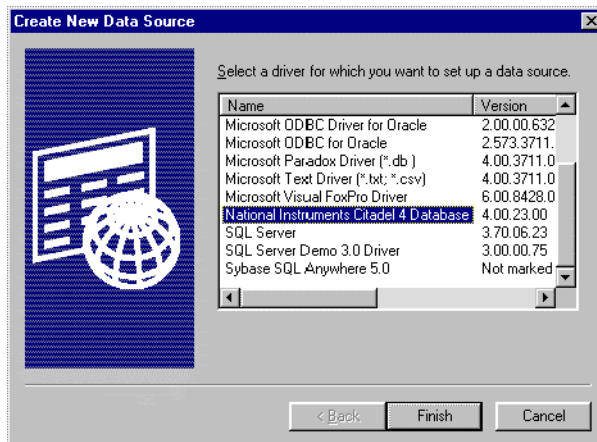 Create New Data Source
Select a driver for which you want to set up a data source.
Name Version
Microsoft ODBC Driver for Oracle 2.00.00.632
Microsoft ODBC for Oracle 2.573.3711.
Microsoft Paradox Driver (*.db ) 4.00.3711.0
Microsoft Text Driver (*.txt; *.csv) 4.00.3711.0
Microsoft Visual FoxPro Driver 6.00.8428.0
National Instruments Citadel 4 Database 4.00.23.00
SQL Server 3.70.06.23
SQL Server Demo 3.0 Driver 3.00.00.75
Sybase SQL Anywhere 5.0 Not marked
< Back Finish Cancel